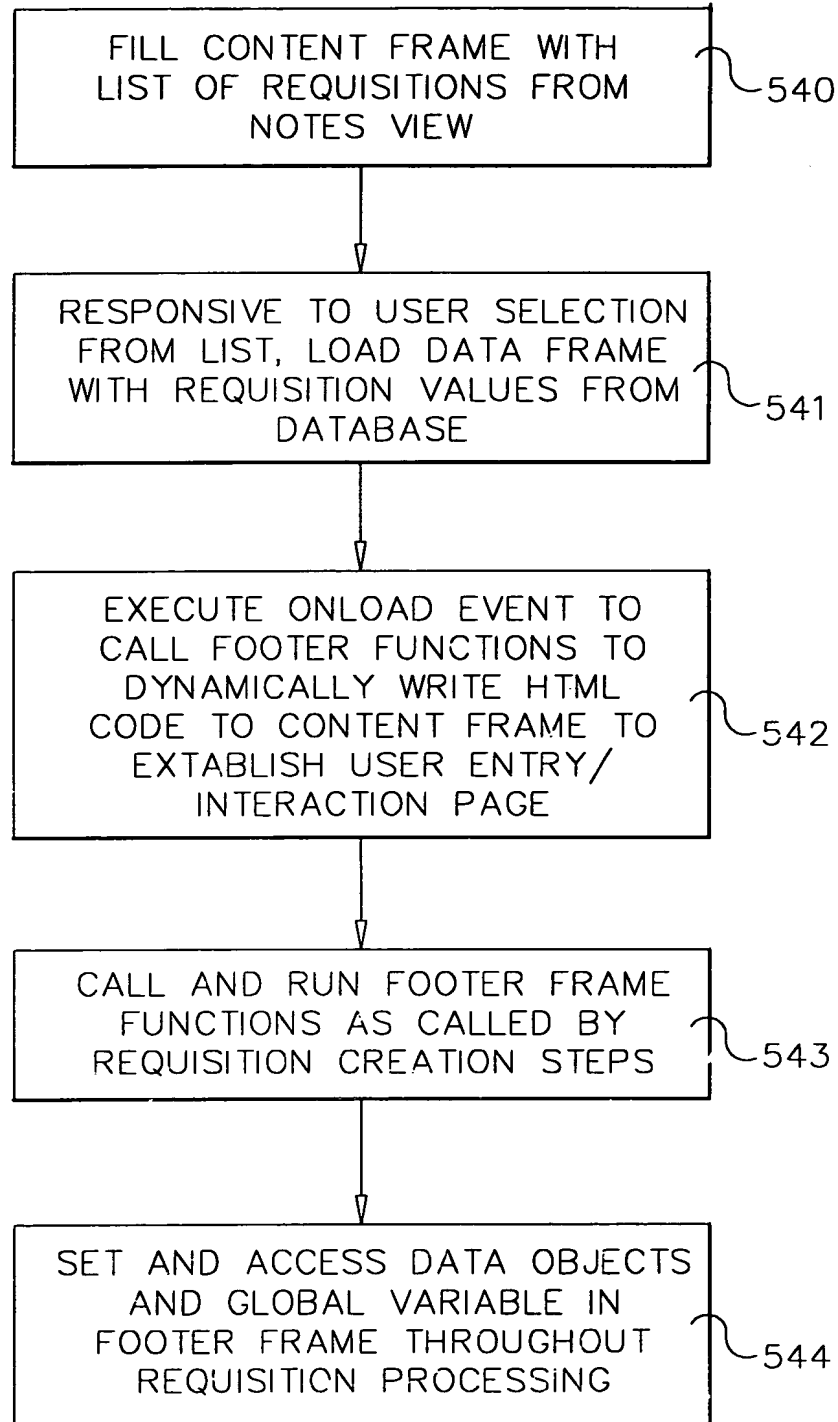 FILL CONTENT FRAME WITH
LIST OF REQUISITIONS FROM
NOTES VIEW
540
RESPONSIVE TO USER SELECTION
FROM LIST, LOAD DATA FRAME
WITH REQUISITION VALUES FROM
DATABASE
541
EXECUTE ONLOAD EVENT TO
CALL FOOTER FUNCTIONS TO
DYNAMICALLY WRITE HTML
CODE TO CONTENT FRAME TO
EXTABLISH USER ENTRY/
INTERACTION PAGE
542
CALL AND RUN FOOTER FRAME
FUNCTIONS AS CALLED BY
REQUISITION CREATION STEPS
543
SET AND ACCESS DATA OBJECTS
AND GLOBAL VARIABLE IN
FOOTER FRAME THROUGHOUT
REQUISITION PROCESSING
544